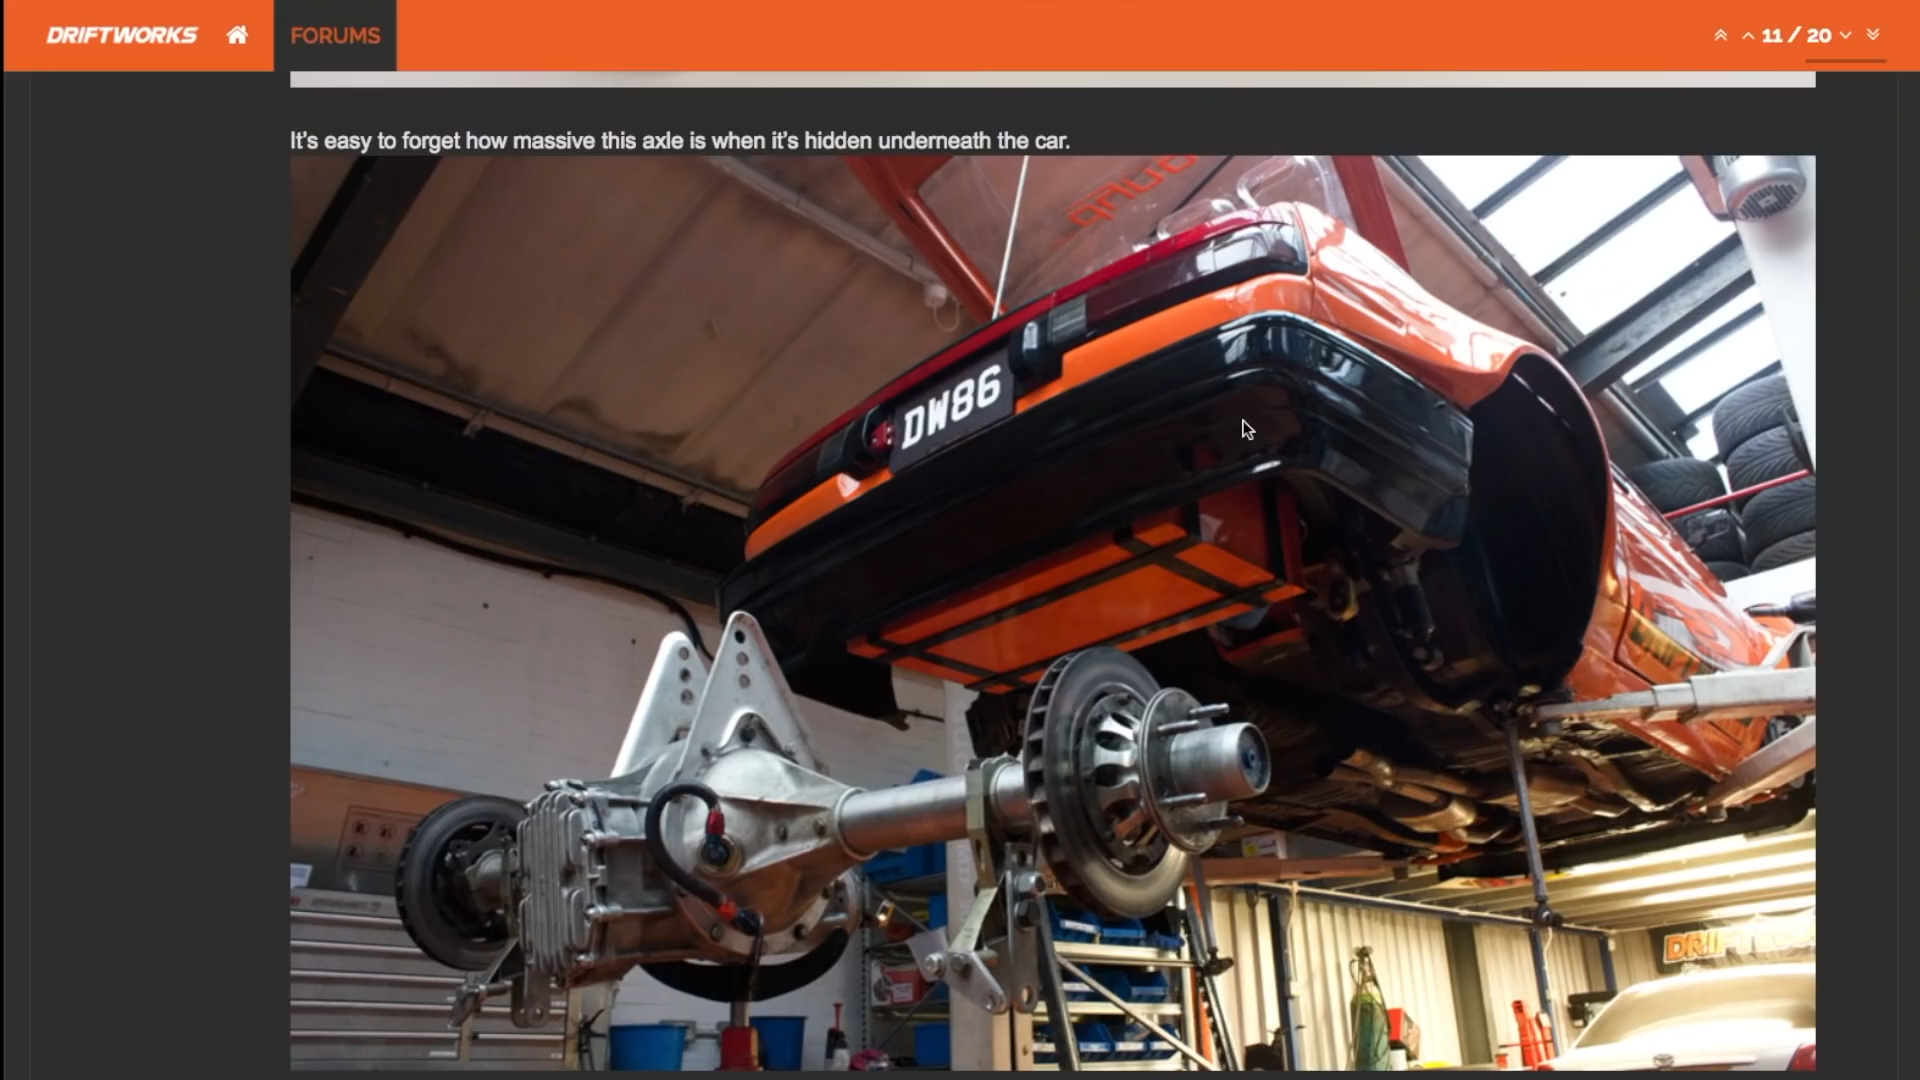 DRIFTWORKS
FORUMS
11 / 20
It's easy to forget how massive this axle is when it's hidden underneath the car.
DW86